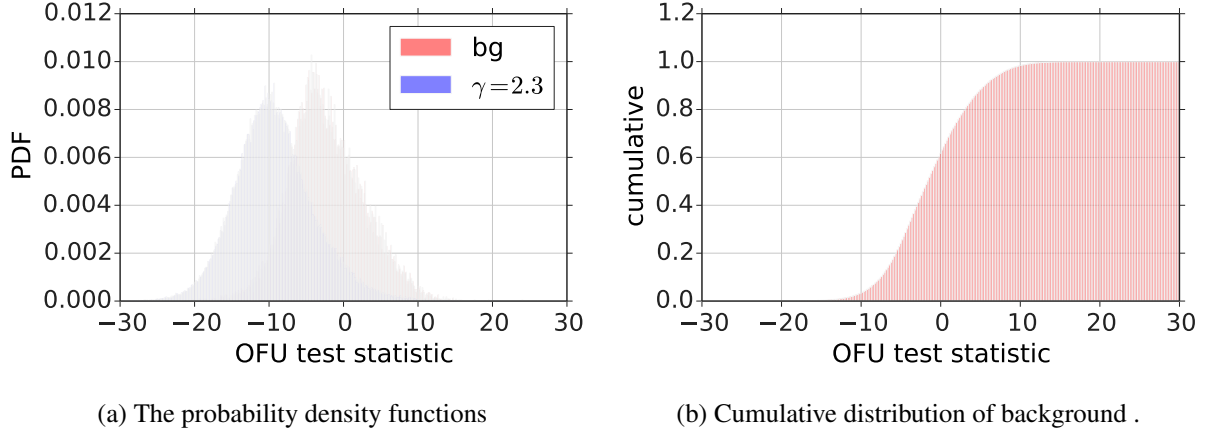 0.012
0.010
0.008
0.006
0.004
0.002
0.000
PDF
bg
γ=2.3
−30 −20 −10 0 10 20 30
OFU test statistic
(a) The probability density functions
1.2
1.0
0.8
0.6
0.4
0.2
0.0
cumulative
−30 −20 −10 0 10 20 30
OFU test statistic
(b) Cumulative distribution of background .